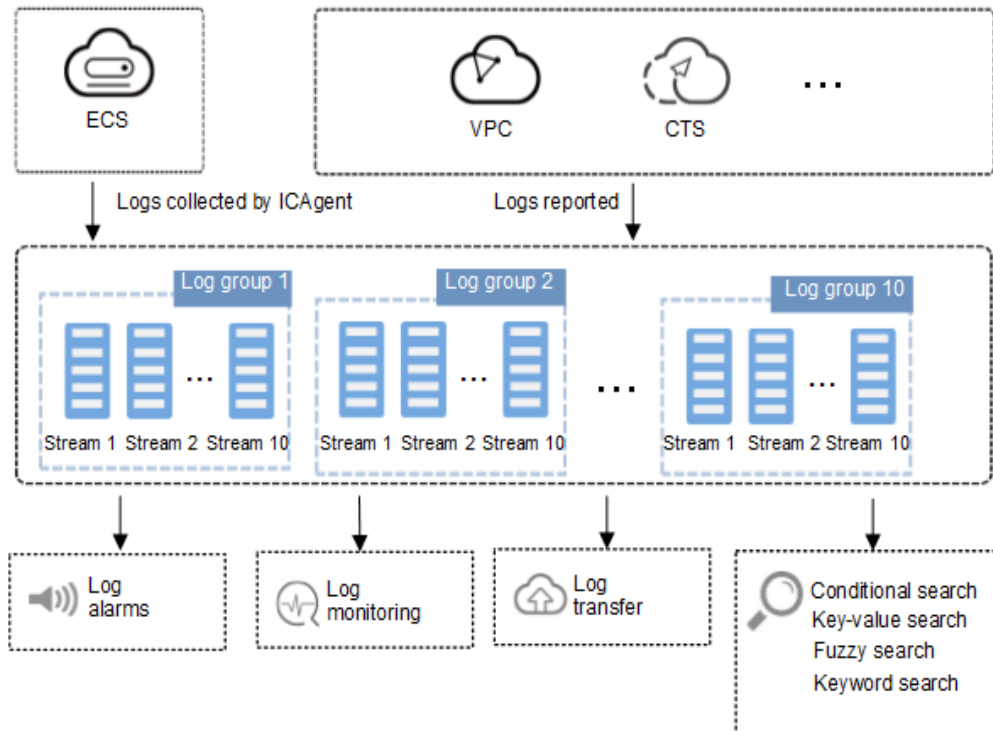 ECS
VPC
CTS
...
Logs collected by ICAgent
Logs reported
Log group 1
Log group 2
Log group 10
...
...
...
...
Stream 1 Stream 2 Stream 10
Stream 1 Stream 2 Stream 10
Stream 1 Stream 2 Stream 10
Log
alarms
Log
monitoring
Log
transfer
Conditional search
Key-value search
Fuzzy search
Keyword search